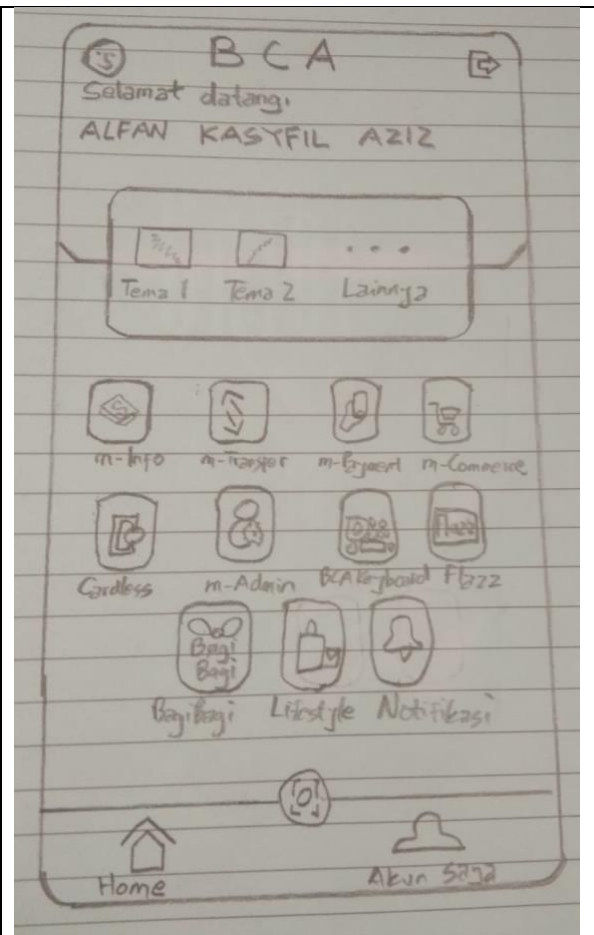 BCA
Selamat datang,
ALFAN KASYFIL AZIZ
Tema 1 Tema 2 Lainnya
m-Info m-Transfer m-Payment m-Commerce
Flazz
Cardless m-Admin BCA Keyboard Flazz
Bagi
Bagi
BagiBagi Lifestyle Notifikasi
Home Akun Saya